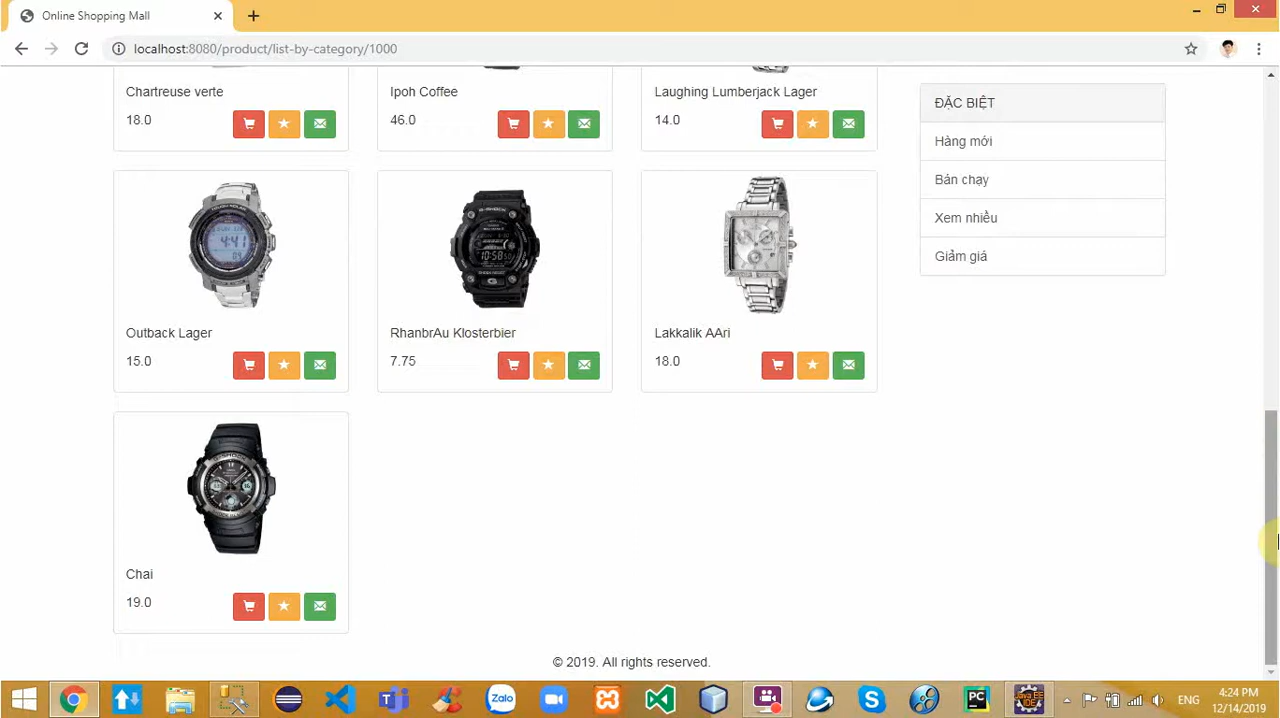 Online Shopping Mall
localhost:8080/product/list-by-category/1000
Chartreuse verte
18.0
Ipoh Coffee
46.0
Laughing Lumberjack Lager
14.0
Outback Lager
15.0
RhanbrAu Klosterbier
7.75
Lakkalik AAri
18.0
Chai
19.0
ĐẶC BIỆT
Hàng mới
Bán chạy
Xem nhiều
Giảm giá
© 2019. All rights reserved.
Zalo
ENG
4:24 PM
12/14/2019